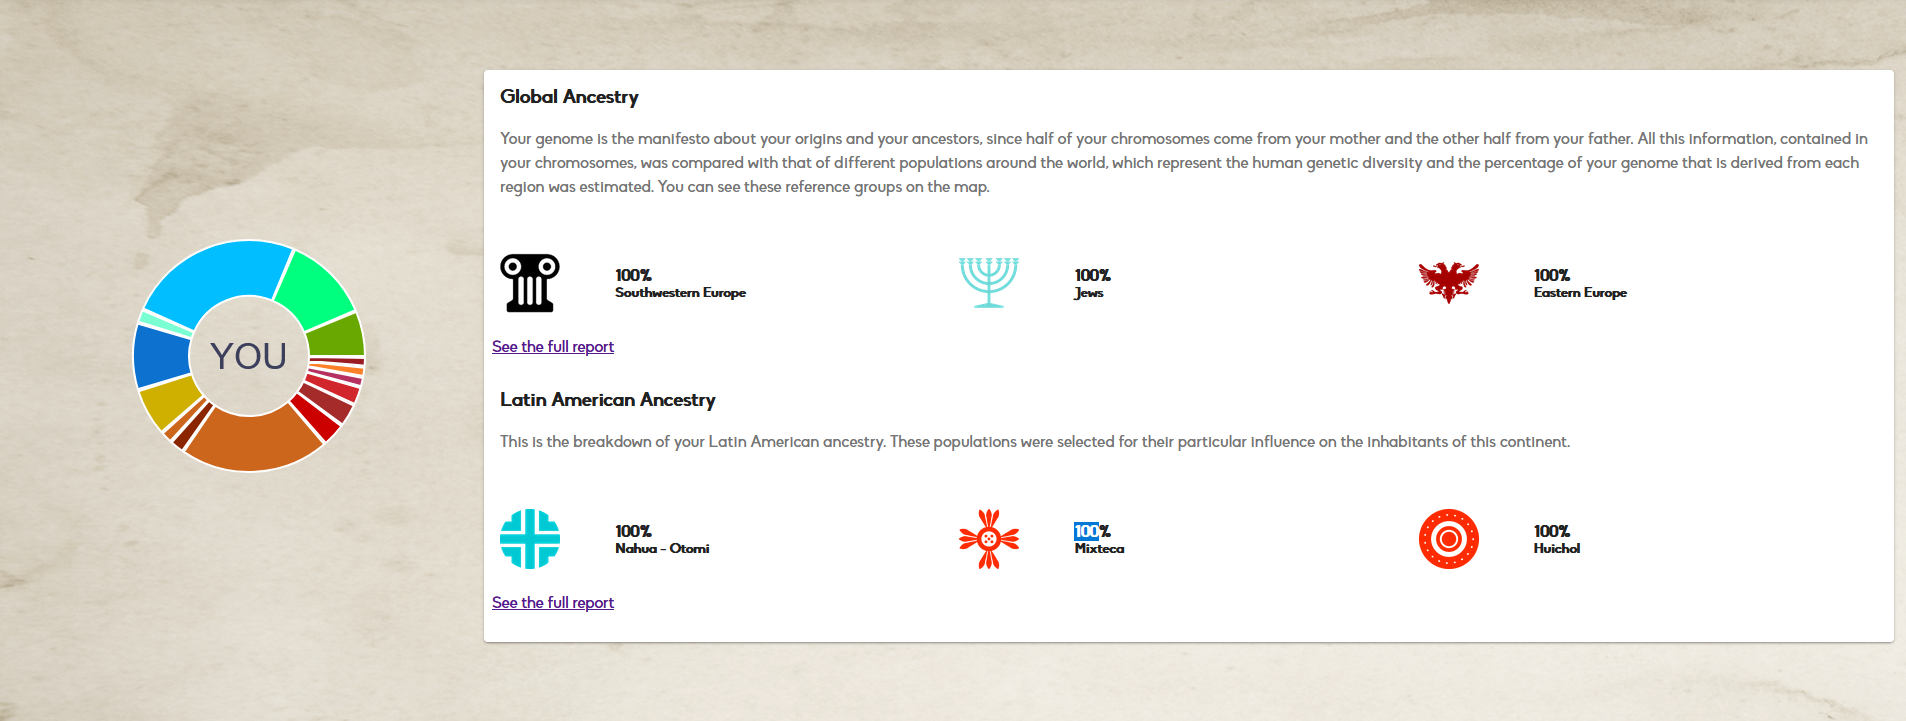 YOU
Global Ancestry
Your genome is the manifesto about your origins and your ancestors, since half of your chromosomes come from your mother and the other half from your father. All this information, contained in
your chromosomes, was compared with that of different populations around the world, which represent the human genetic diversity and the percentage of your genome that is derived from each
region was estimated. You can see these reference groups on the map.
100%
Southwestern Europe
100%
Jews
100%
Eastern Europe
See the full report
Latin American Ancestry
This is the breakdown of your Latin American ancestry. These populations were selected for their particular influence on the inhabitants of this continent.
100%
Nahua - Otomi
100%
Mixteca
100%
Huichol
See the full report